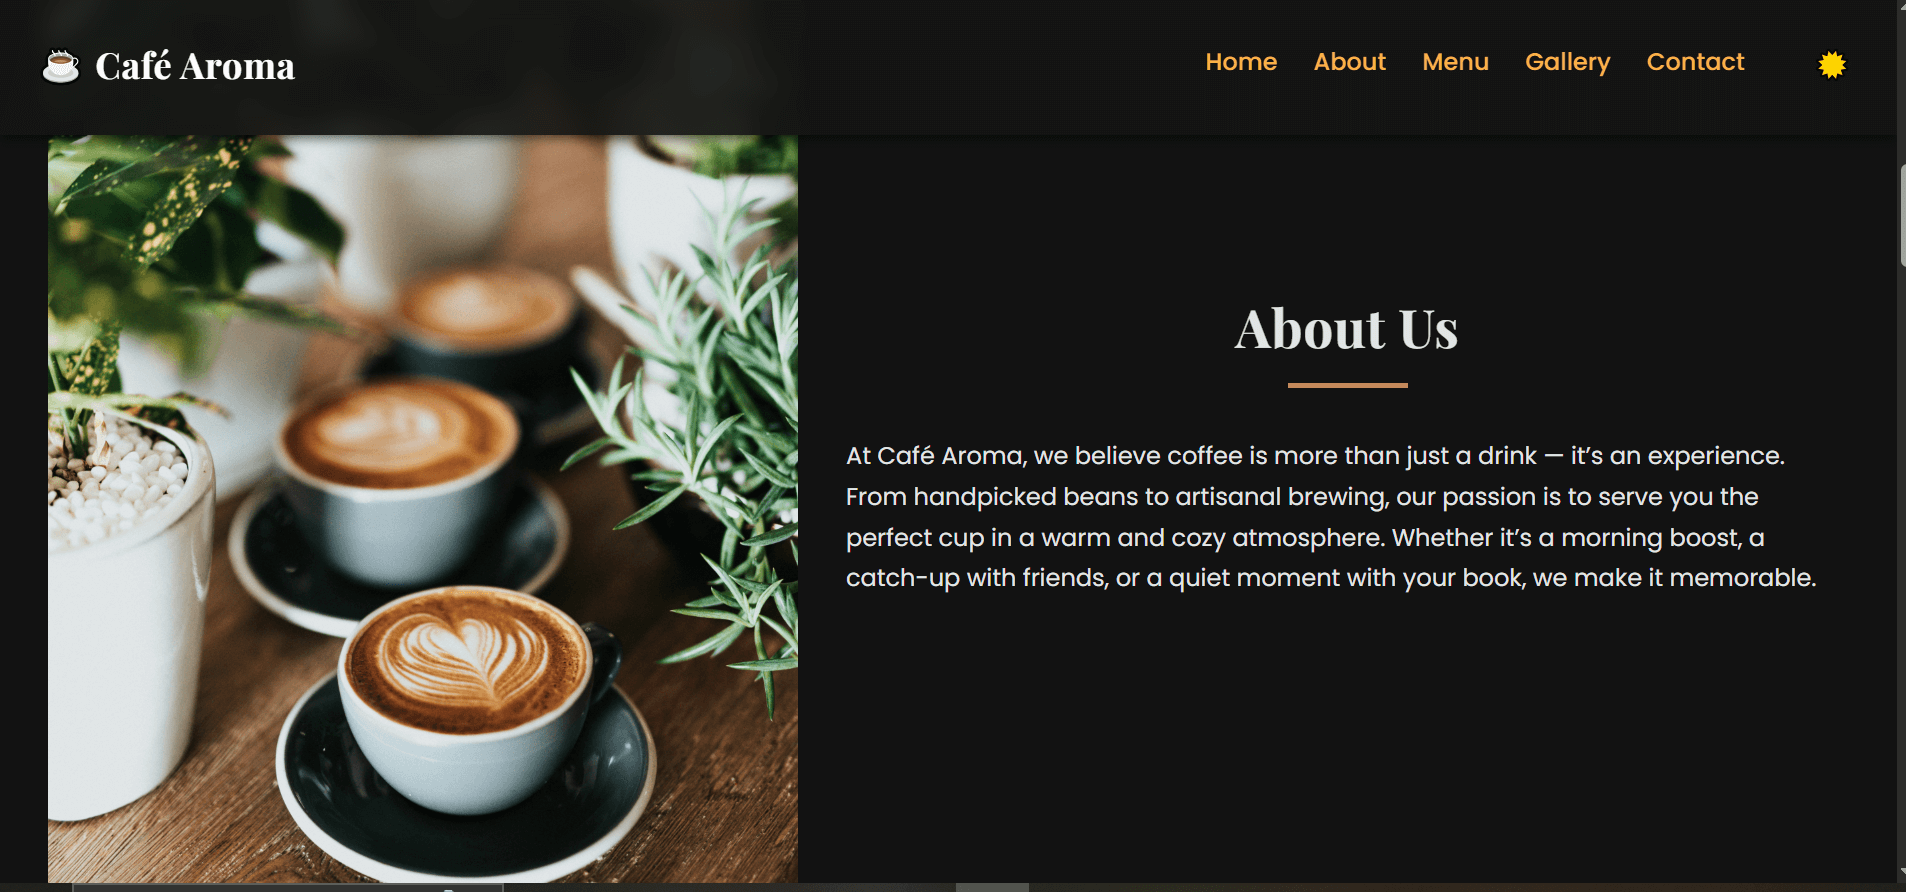 Café Aroma
Home About Menu Gallery Contact
About Us
At Café Aroma, we believe coffee is more than just a drink — it’s an experience.
From handpicked beans to artisanal brewing, our passion is to serve you the
perfect cup in a warm and cozy atmosphere. Whether it’s a morning boost, a
catch-up with friends, or a quiet moment with your book, we make it memorable.